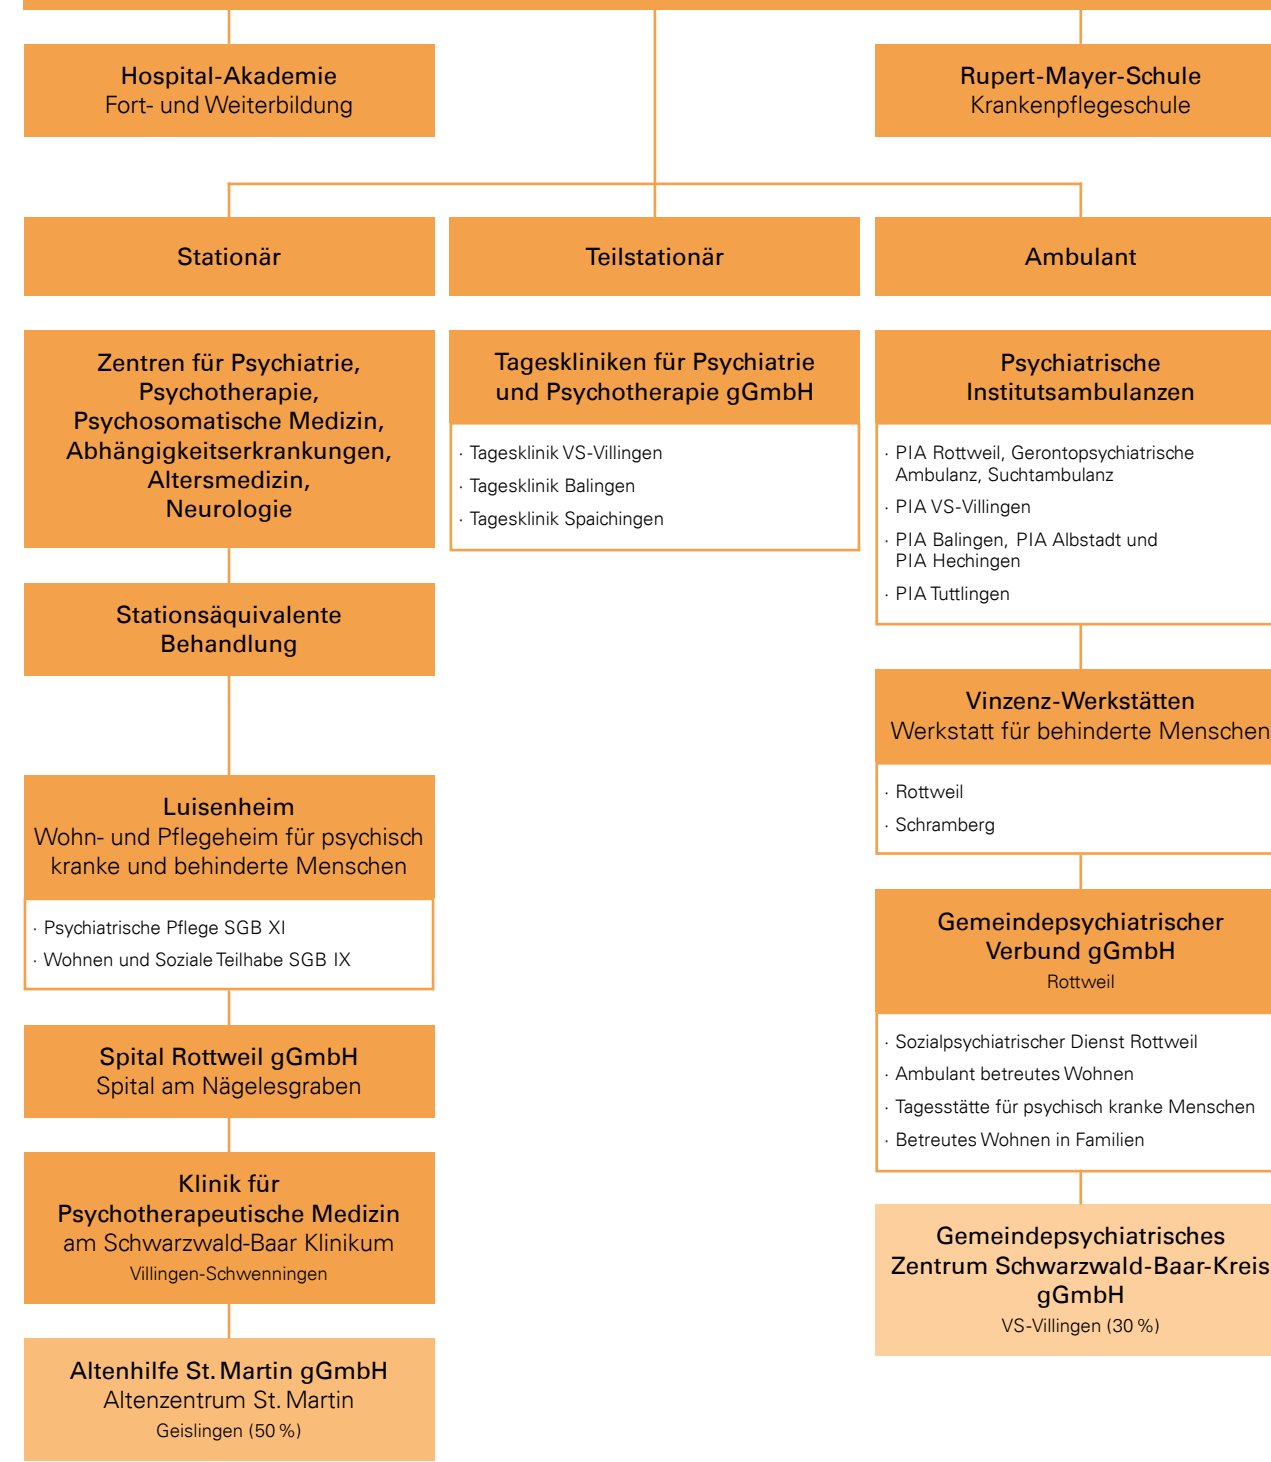 Hospital-Akademie
Fort- und Weiterbildung
Rupert-Mayer-Schule
Krankenpflegeschule
Stationär
Teilstationär
Ambulant
Zentren für Psychiatrie,
Psychotherapie,
Psychosomatische Medizin,
Abhängigkeitserkrankungen,
Altersmedizin,
Neurologie
Stationsäquivalente
Behandlung
Luisenheim
Wohn- und Pflegeheim für psychisch
kranke und behinderte Menschen
· Psychiatrische Pflege SGB XI
· Wohnen und Soziale Teilhabe SGB IX
Spital Rottweil gGmbH
Spital am Nägelesgraben
Klinik für
Psychotherapeutische Medizin
am Schwarzwald-Baar Klinikum
Villingen-Schwenningen
Altenhilfe St. Martin gGmbH
Altenzentrum St. Martin
Geislingen (50 %)
Tageskliniken für Psychiatrie
und Psychotherapie gGmbH
· Tagesklinik VS-Villingen
· Tagesklinik Balingen
· Tagesklinik Spaichingen
Psychiatrische
Institutsambulanzen
· PIA Rottweil, Gerontopsychiatrische
Ambulanz, Suchtambulanz
· PIA VS-Villingen
· PIA Balingen, PIA Albstadt und
PIA Hechingen
· PIA Tuttlingen
Vinzenz-Werkstätten
Werkstatt für behinderte Menschen
· Rottweil
· Schramberg
Gemeindepsychiatrischer
Verbund gGmbH
Rottweil
· Sozialpsychiatrischer Dienst Rottweil
· Ambulant betreutes Wohnen
· Tagesstätte für psychisch kranke Menschen
· Betreutes Wohnen in Familien
Gemeindepsychiatrisches
Zentrum Schwarzwald-Baar-Kreis
gGmbH
VS-Villingen (30 %)